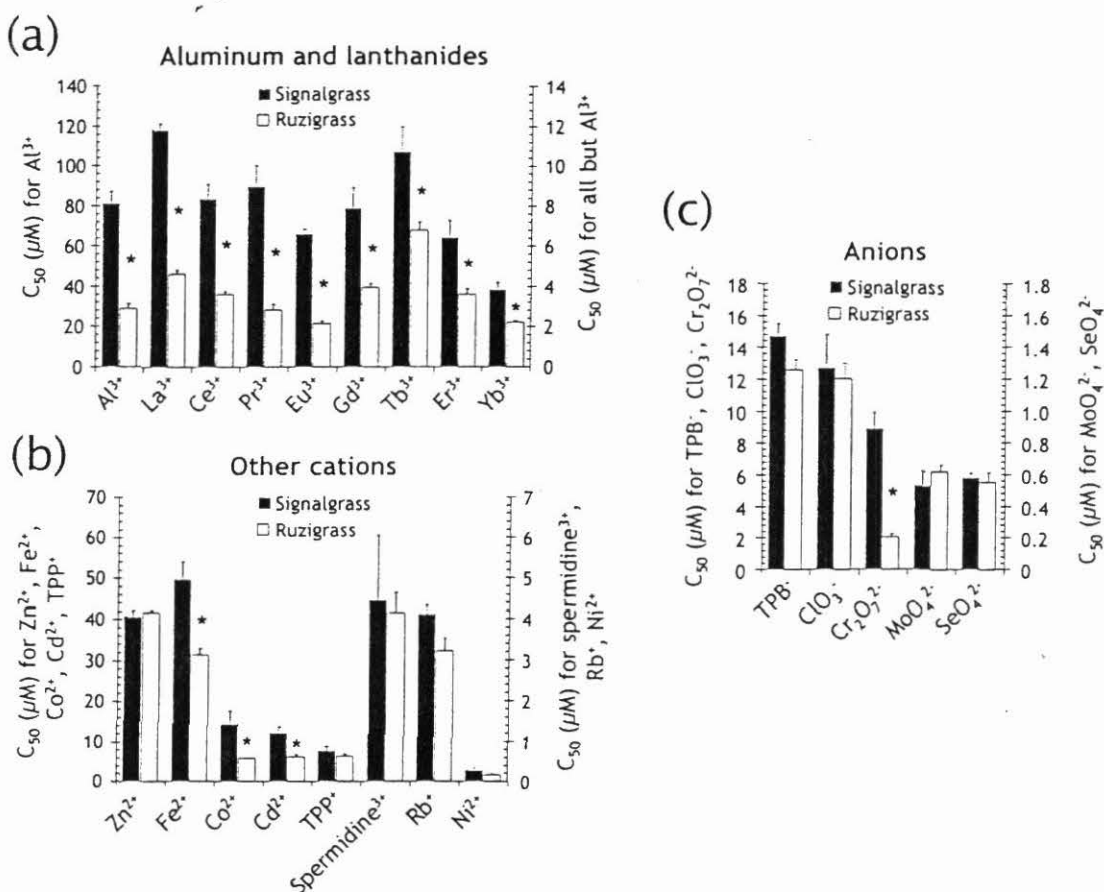 (a)
Aluminum and lanthanides
C₅₀ (µM) for Al³⁺
140
120
100
80
60
40
20
0
■ Signalgrass
□ Ruzigrass
* * * * * * * * *
14
12
10
8
6
4
2
0
C₅₀ (µM) for all but Al³⁺
Al³⁺ La³⁺ Ce³⁺ Pr³⁺ Eu³⁺ Gd³⁺ Tb³⁺ Er³⁺ Yb³⁺
(b)
Other cations
C₅₀ (µM) for Zn²⁺, Fe²⁺,
Co²⁺, Cd²⁺, TPP⁺
70
60
50
40
30
20
10
0
■ Signalgrass
□ Ruzigrass
* * *
7
6
5
4
3
2
1
0
C₅₀ (µM) for spermidine³⁺,
Rb⁺, Ni²⁺
Zn²⁺ Fe²⁺ Co²⁺ Cd²⁺ TPP⁺ Spermidine³⁺ Rb⁺ Ni²⁺
(c)
Anions
C₅₀ (µM) for TPB⁻, ClO₃⁻, Cr₂O₇²⁻
18
16
14
12
10
8
6
4
2
0
■ Signalgrass
□ Ruzigrass
*
1.8
1.6
1.4
1.2
1.0
0.8
0.6
0.4
0.2
0
C₅₀ (µM) for MoO₄²⁻, SeO₄²⁻
TPB⁻ ClO₃⁻ Cr₂O₇²⁻ MoO₄²⁻ SeO₄²⁻